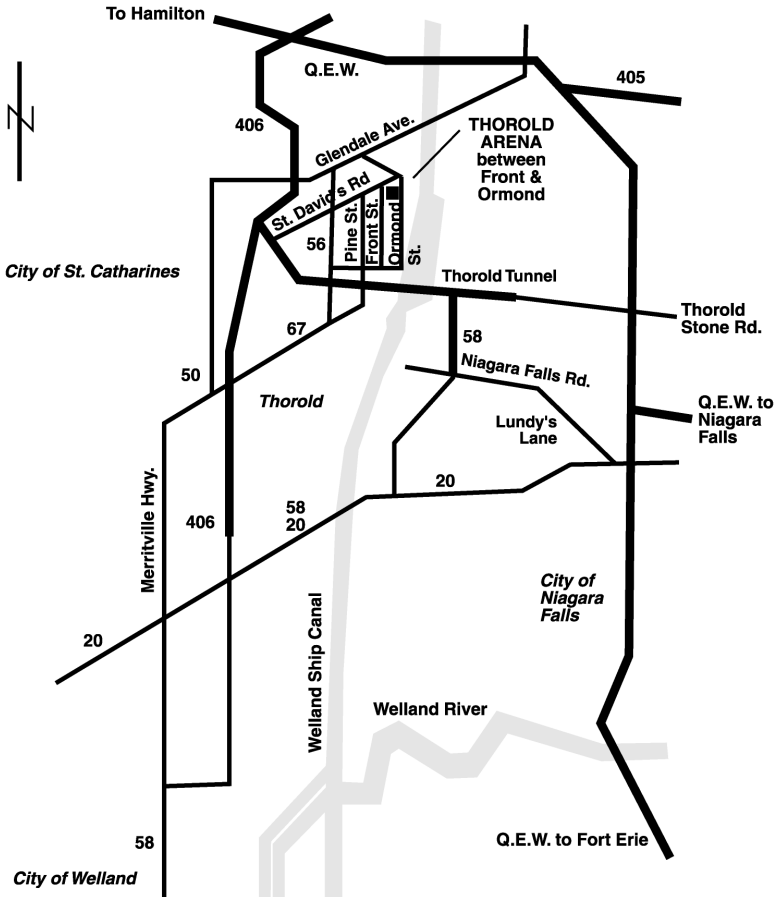 To Hamilton
Q.E.W.
405
406
Glendale Ave.
THOROLD
ARENA
between
Front &
Ormond
St. David's Rd
56
Pine St.
Front St.
Ormond
St.
City of St. Catharines
Thorold Tunnel
Thorold
Stone Rd.
67
58
Niagara Falls Rd.
50
Thorold
Q.E.W. to
Niagara
Falls
Lundy's
Lane
Merritville Hwy.
406
58
20
20
City of
Niagara
Falls
20
Welland Ship Canal
Welland River
58
Q.E.W. to Fort Erie
City of Welland
N